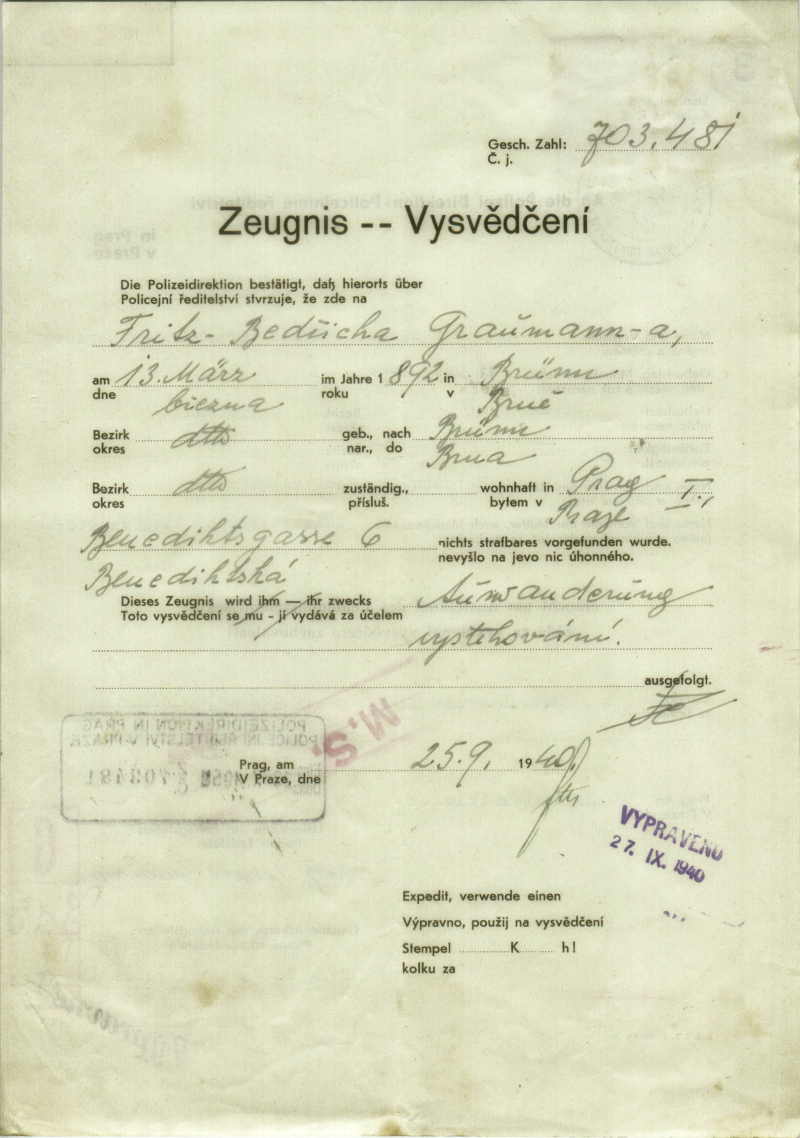 Gesch. Zahl: 703.481
Č. j.
Zeugnis -- Vysvědčení
Die Polizeidirektion bestätigt, daß hierorts über
Policejní ředitelství stvrzuje, že zde na
Fritz - Bedřicha Graumann-a,
am 13. März im Jahre 1892 in Brünn
dne března roku v Brně
Bezirk dtto geb., nach Brünn
okres nar., do Brna
Bezirk dtto zuständig., wohnhaft in Prag I.,
okres přísluš. bytem v Praze
Benediktsgasse 6 nichts strafbares vorgefunden wurde.
nevyšlo na jevo nic úhonného.
Benediktská
Dieses Zeugnis wird ihm — ihr zwecks Auswanderung
Toto vysvědčení se mu - jí vydává za účelem
vystěhování.
ausgefolgt.
M.S.
POLIZEIDIREKTION IN PRAG
POLICEJNÍ ŘEDITELSTVÍ V PRAZE
703481
Prag, am 25.9. 1940
V Praze, dne
VYPRAVENO
27. IX. 1940
Expedit, verwende einen
Výpravno, použij na vysvědčení
Stempel K h!
kolku za